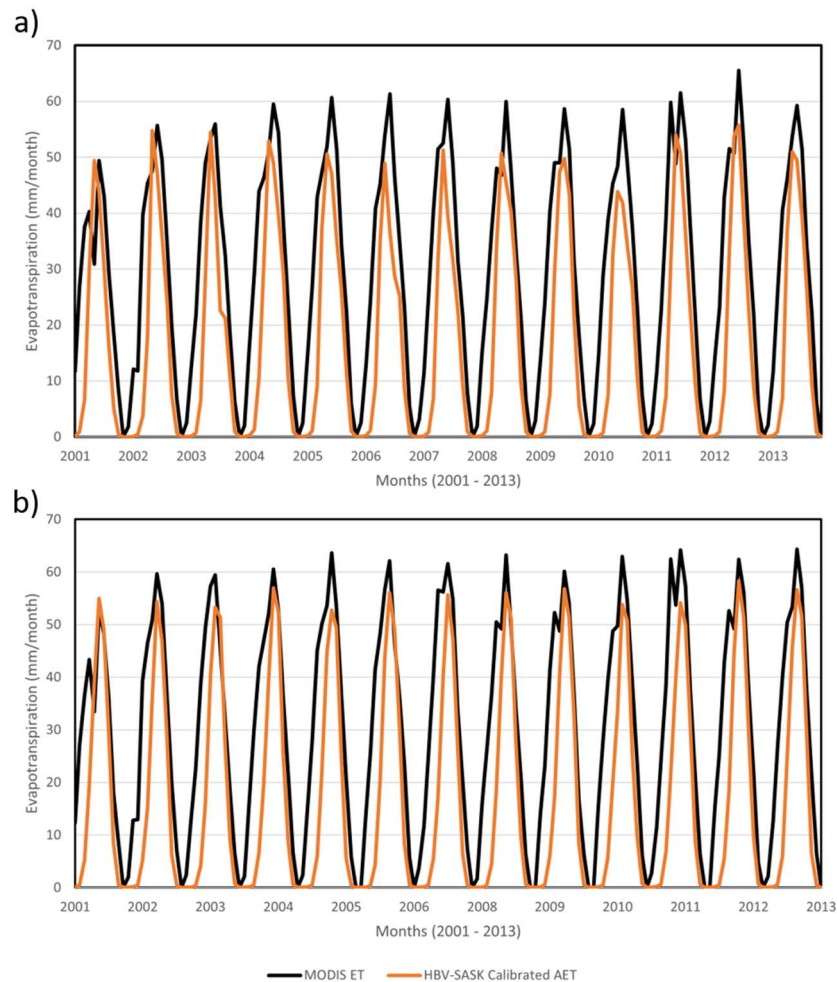 a)
70
60
50
40
30
20
10
0
Evapotranspiration (mm/month)
2001 2002 2003 2004 2005 2006 2007 2008 2009 2010 2011 2012 2013
Months (2001 - 2013)
b)
70
60
50
40
30
20
10
0
Evapotranspiration (mm/month)
2001 2002 2003 2004 2005 2006 2008 2009 2010 2011 2012 2013
Months (2001 - 2013)
MODIS ET HBV-SASK Calibrated AET